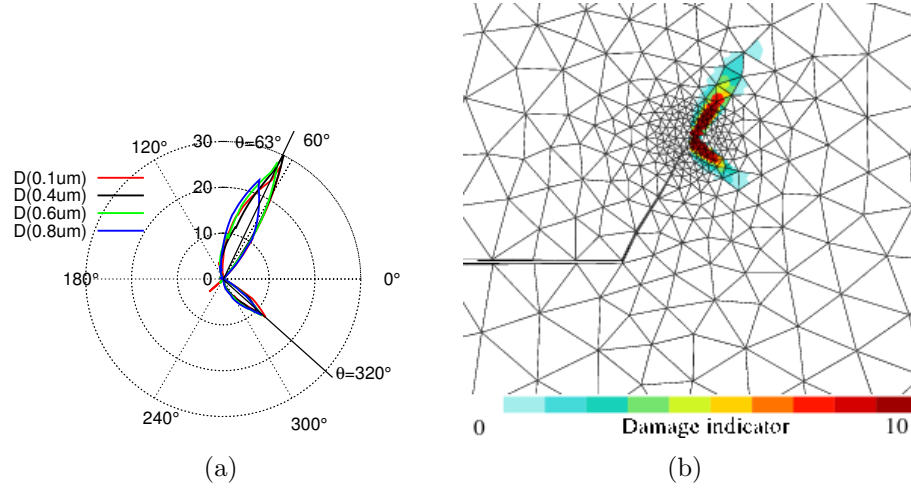 120°
30
θ=63°
60°
D(0.1um)
D(0.4um)
D(0.6um)
D(0.8um)
20
10
180°
0
0°
θ=320°
240°
300°
0
Damage indicator
10
(a)
(b)